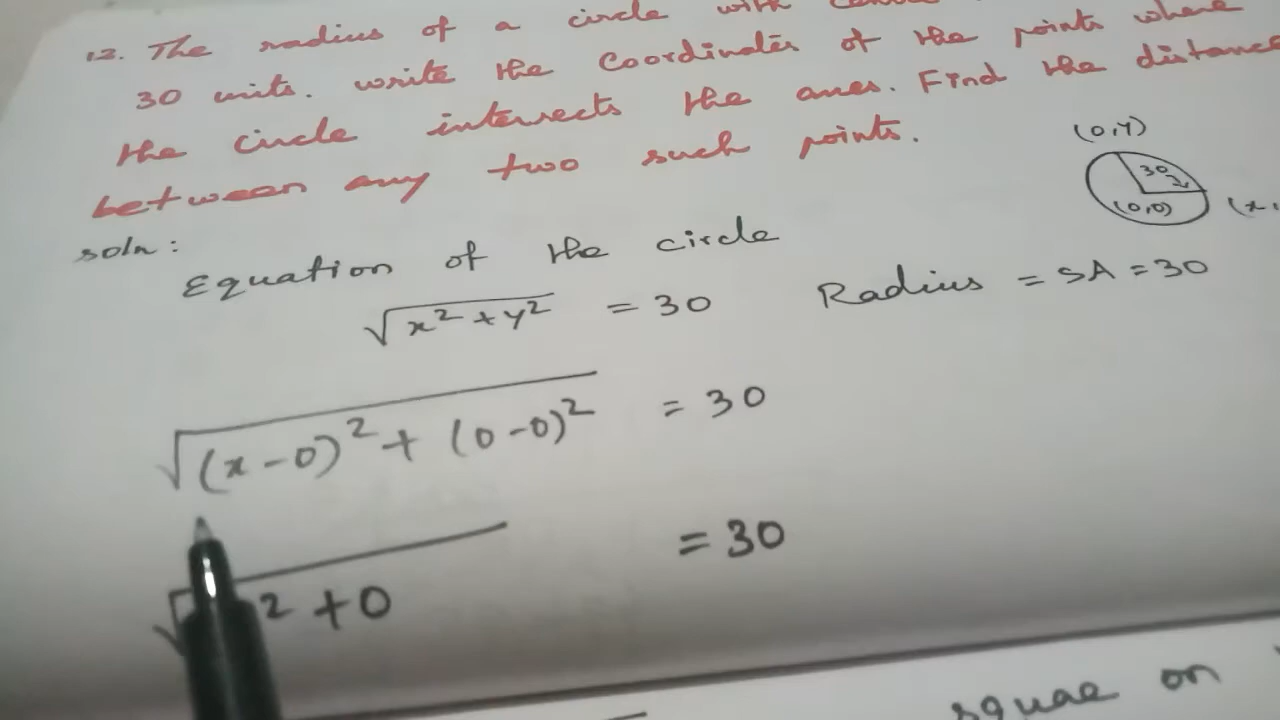 12. The radius of a circle with
30 units. write the coordinates of the points where
the circle intersects the axes. Find the distance
between any two such points.
(0,y)
30
(0,0)
(x,
soln:
Equation of the circle
√x² + y² = 30 Radius = SA = 30
√(x-0)² + (0-0)² = 30
√ ² + 0 = 30
squae on